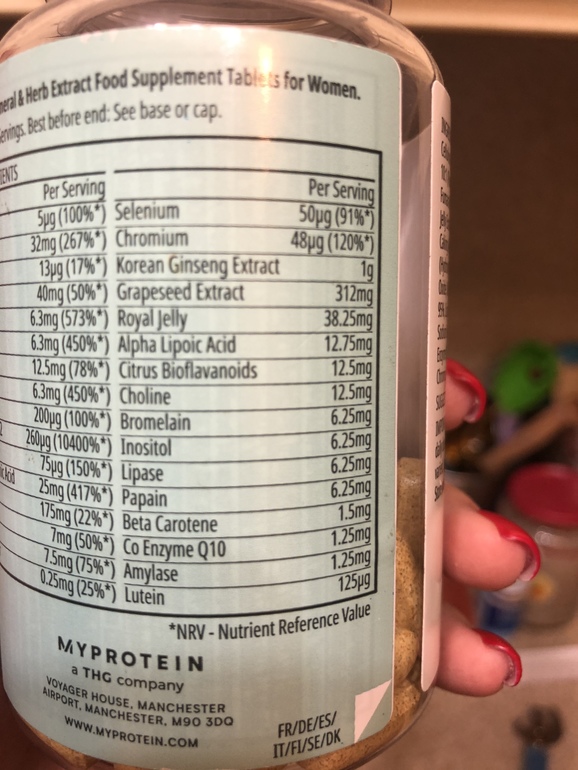 neral & Herb Extract Food Supplement Tablets for Women.
ervings. Best before end: See base or cap.
IENTS
Per Serving Per Serving
5µg (100%*) Selenium 50µg (91%*)
32mg (267%*) Chromium 48µg (120%*)
13µg (17%*) Korean Ginseng Extract 1g
40mg (50%*) Grapeseed Extract 312mg
6.3mg (573%*) Royal Jelly 38.25mg
6.3mg (450%*) Alpha Lipoic Acid 12.75mg
12.5mg (78%*) Citrus Bioflavanoids 12.5mg
6.3mg (450%*) Choline 12.5mg
200µg (100%*) Bromelain 6.25mg
2 260µg (10400%*) Inositol 6.25mg
75µg (150%*) Lipase 6.25mg
lic Acid 25mg (417%*) Papain 6.25mg
175mg (22%*) Beta Carotene 1.5mg
7mg (50%*) Co Enzyme Q10 1.25mg
7.5mg (75%*) Amylase 1.25mg
0.25mg (25%*) Lutein 125µg
*NRV - Nutrient Reference Value
MYPROTEIN
a THG company
VOYAGER HOUSE, MANCHESTER
AIRPORT, MANCHESTER, M90 3DQ
WWW.MYPROTEIN.COM
FR/DE/ES/
IT/FI/SE/DK